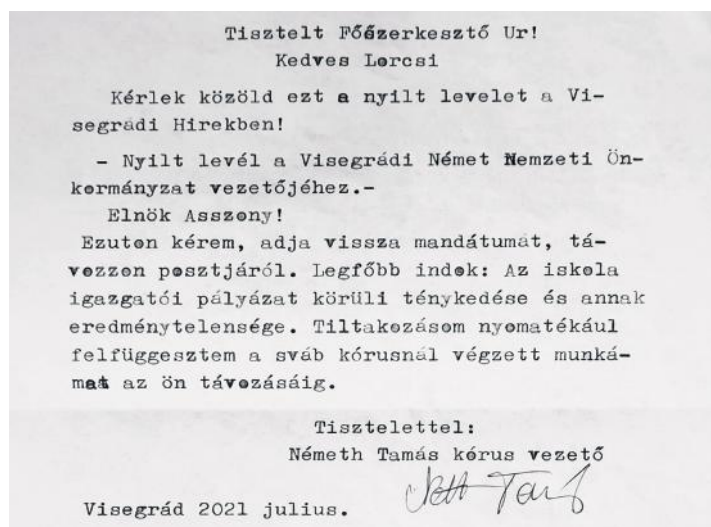 Tisztelt Főszerkesztő Ur!
Kedves Lorcsi
Kérlek közöld ezt a nyilt levelet a Vi-
segrádi Hirekben!
- Nyilt levél a Visegrádi Német Nemzeti Ön-
kormányzat vezetőjéhez.-
Elnök Asszony!
Ezuton kérem, adja vissza mandátumát, tá-
vozzon posztjáról. Legfőbb indok: Az iskola
igazgatói pályázat körüli ténykedése és annak
eredménytelensége. Tiltakozásom nyomatékául
felfüggesztem a sváb kórusnál végzett munká-
mat az ön távozásáig.
Tisztelettel:
Németh Tamás kórus vezető
Visegrád 2021 julius.